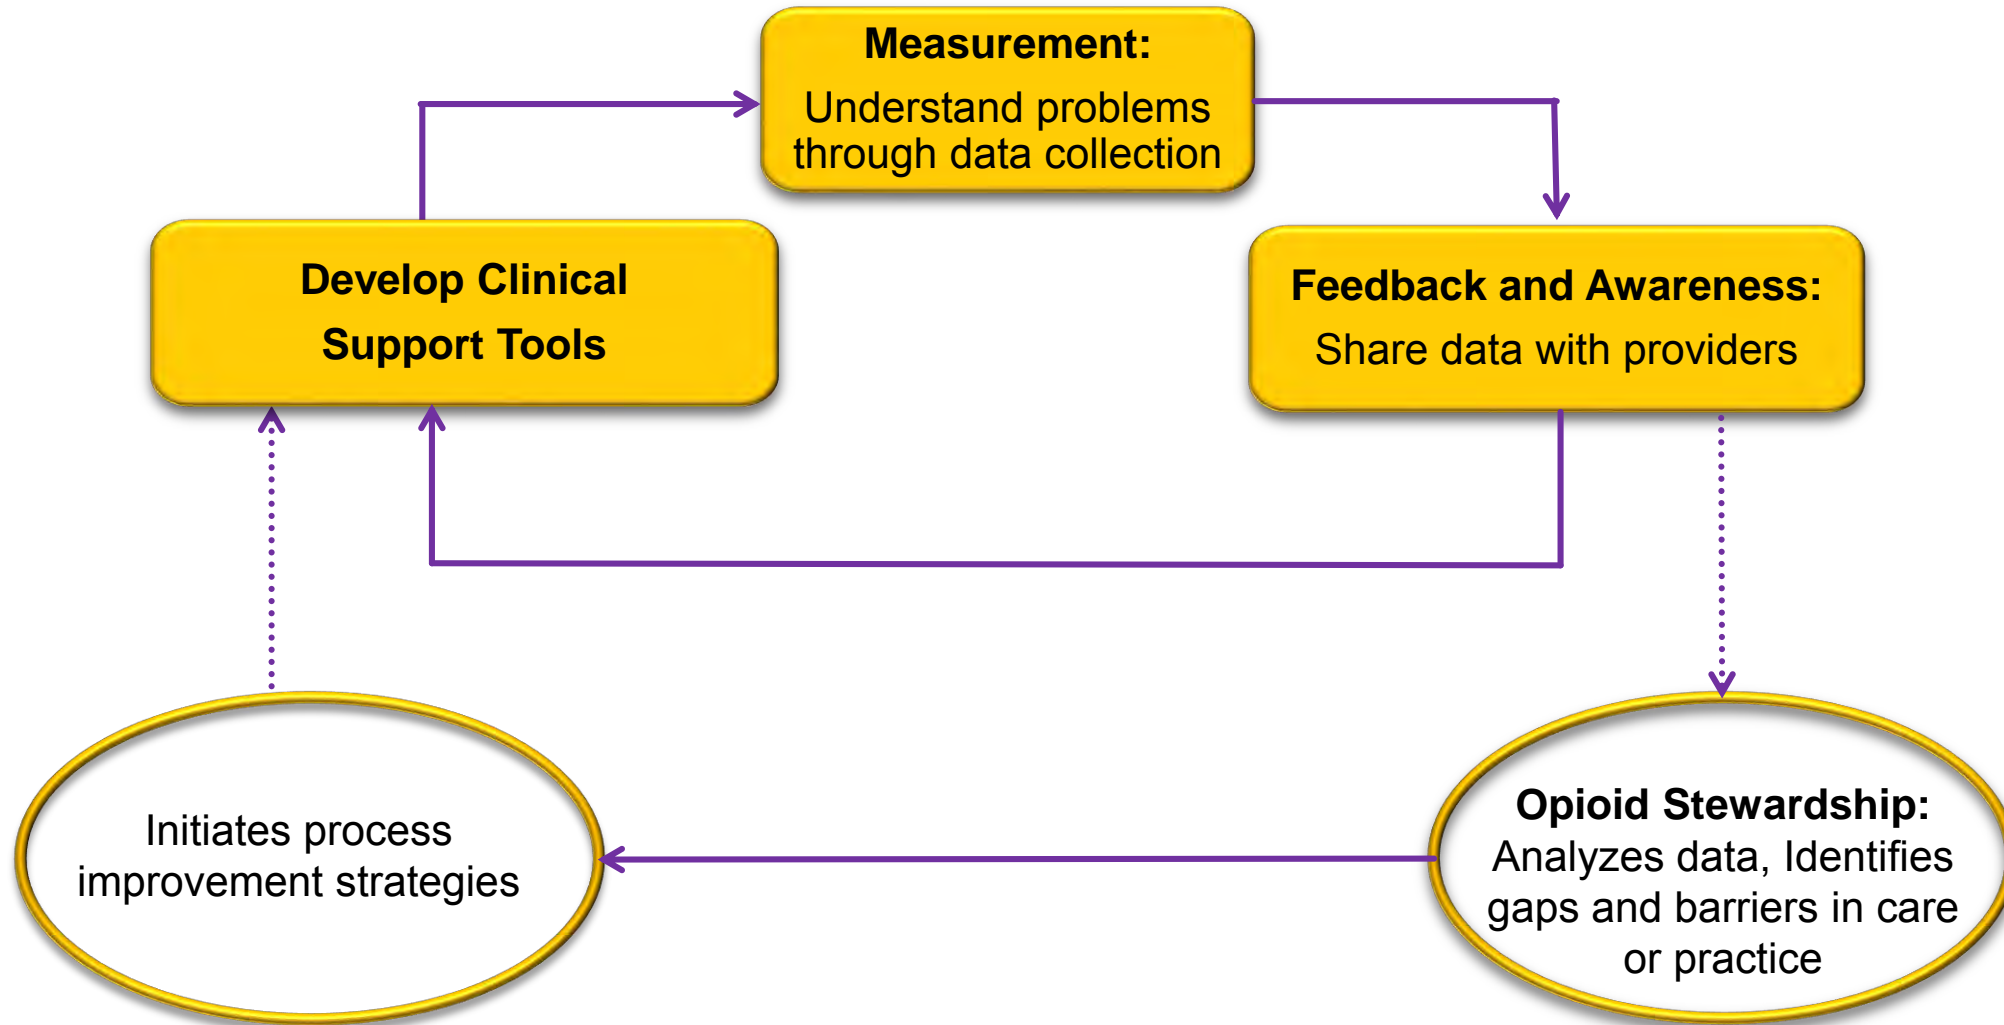 Measurement:
Understand problems
through data collection
Develop Clinical
Support Tools
Feedback and Awareness:
Share data with providers
Initiates process
improvement strategies
Opioid Stewardship:
Analyzes data, Identifies
gaps and barriers in care
or practice